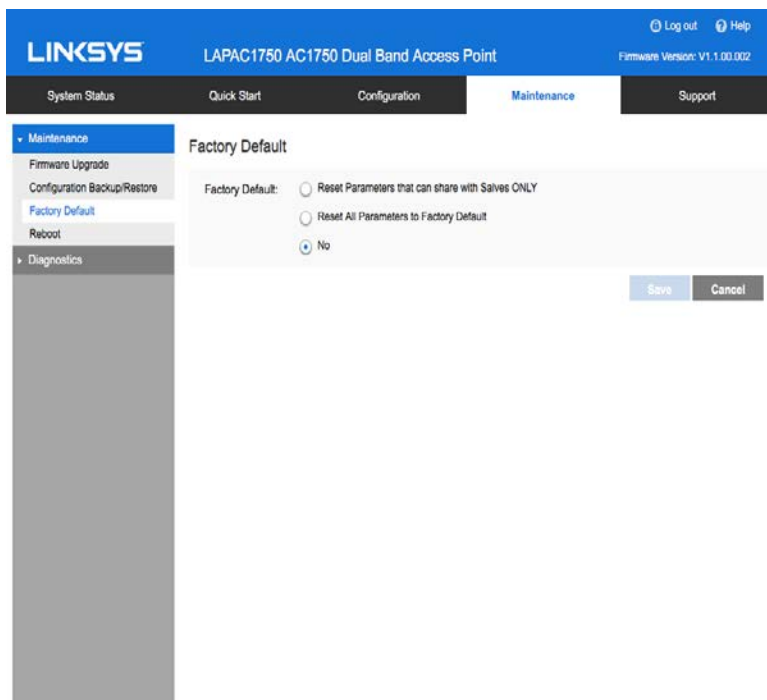 Log out Help
LINKSYS LAPAC1750 AC1750 Dual Band Access Point Firmware Version: V1.1.00.002
System Status Quick Start Configuration Maintenance Support
Maintenance
Firmware Upgrade
Configuration Backup/Restore
Factory Default
Reboot
Diagnostics
Factory Default
Factory Default: Reset Parameters that can share with Salves ONLY
Reset All Parameters to Factory Default
No
Save Cancel